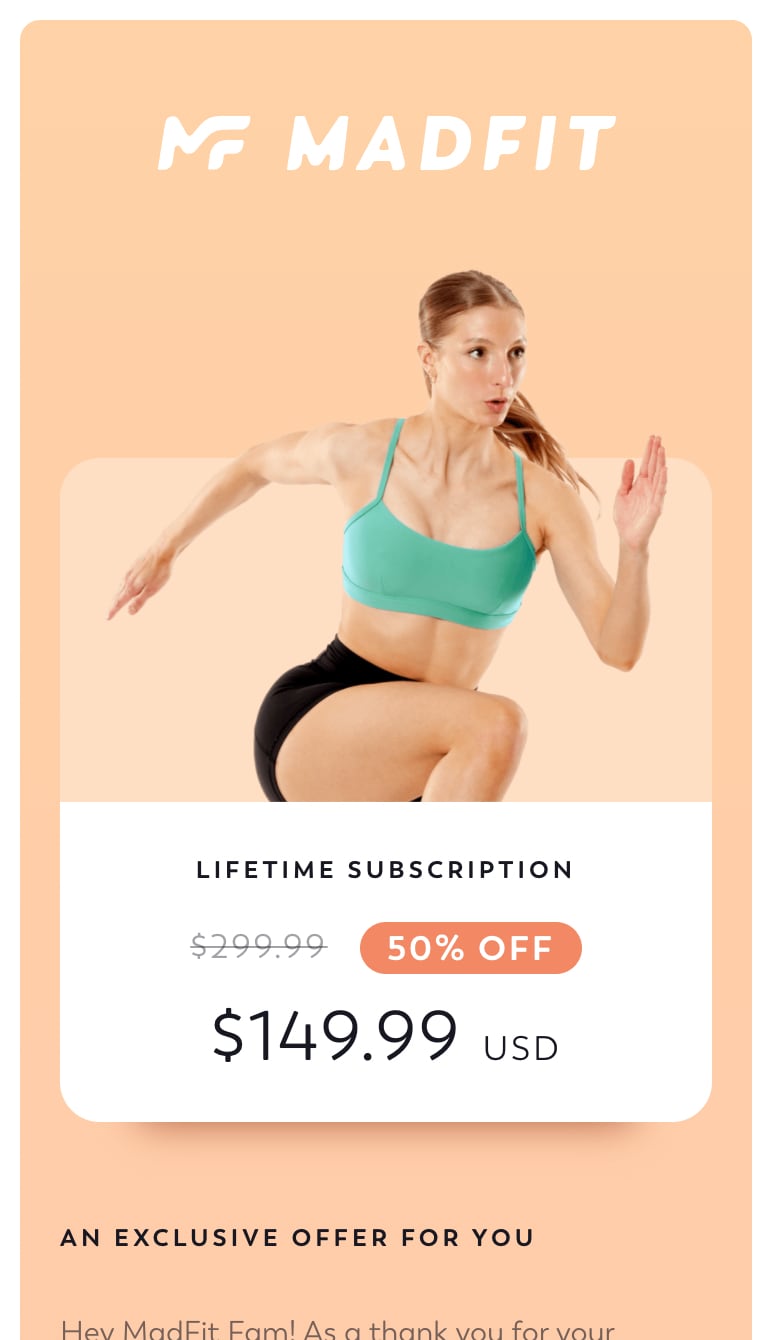 MF MADFIT
LIFETIME SUBSCRIPTION
$299.99 50% OFF
$149.99 USD
AN EXCLUSIVE OFFER FOR YOU
Hey MadFit Fam! As a thank you for your